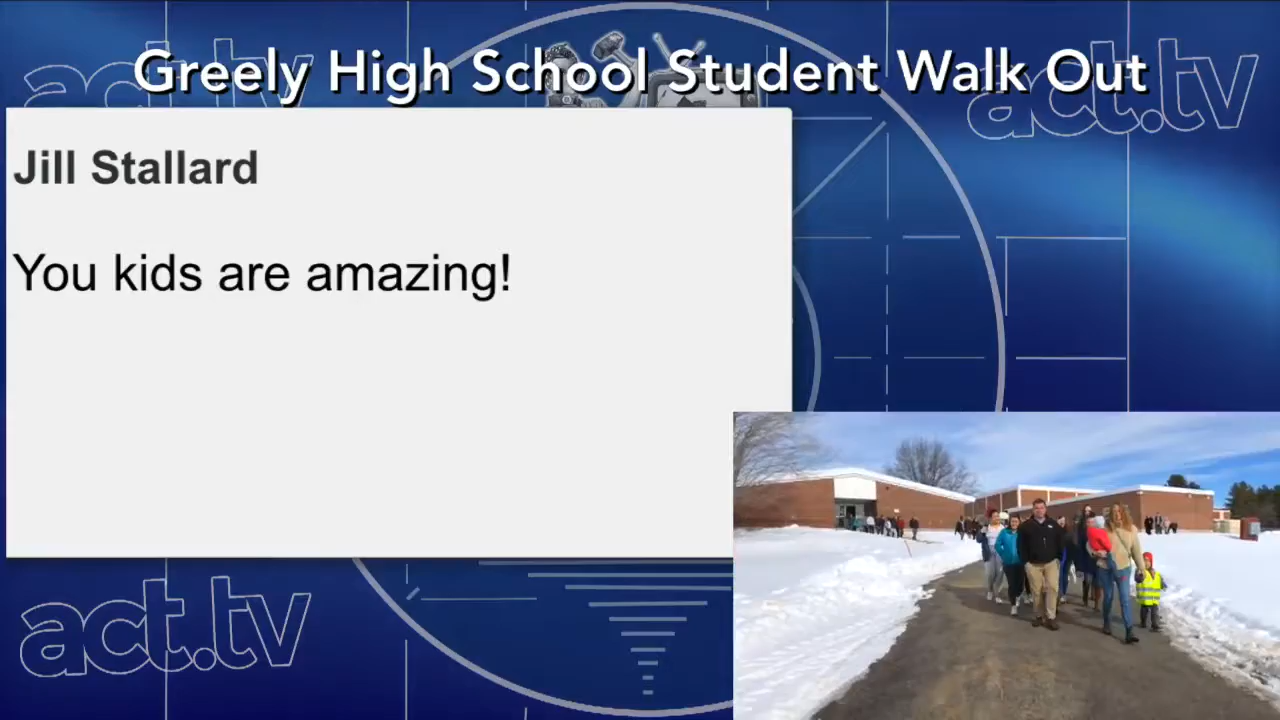 Greely High School Student Walk Out
act.tv
act.tv
Jill Stallard
You kids are amazing!
act.tv